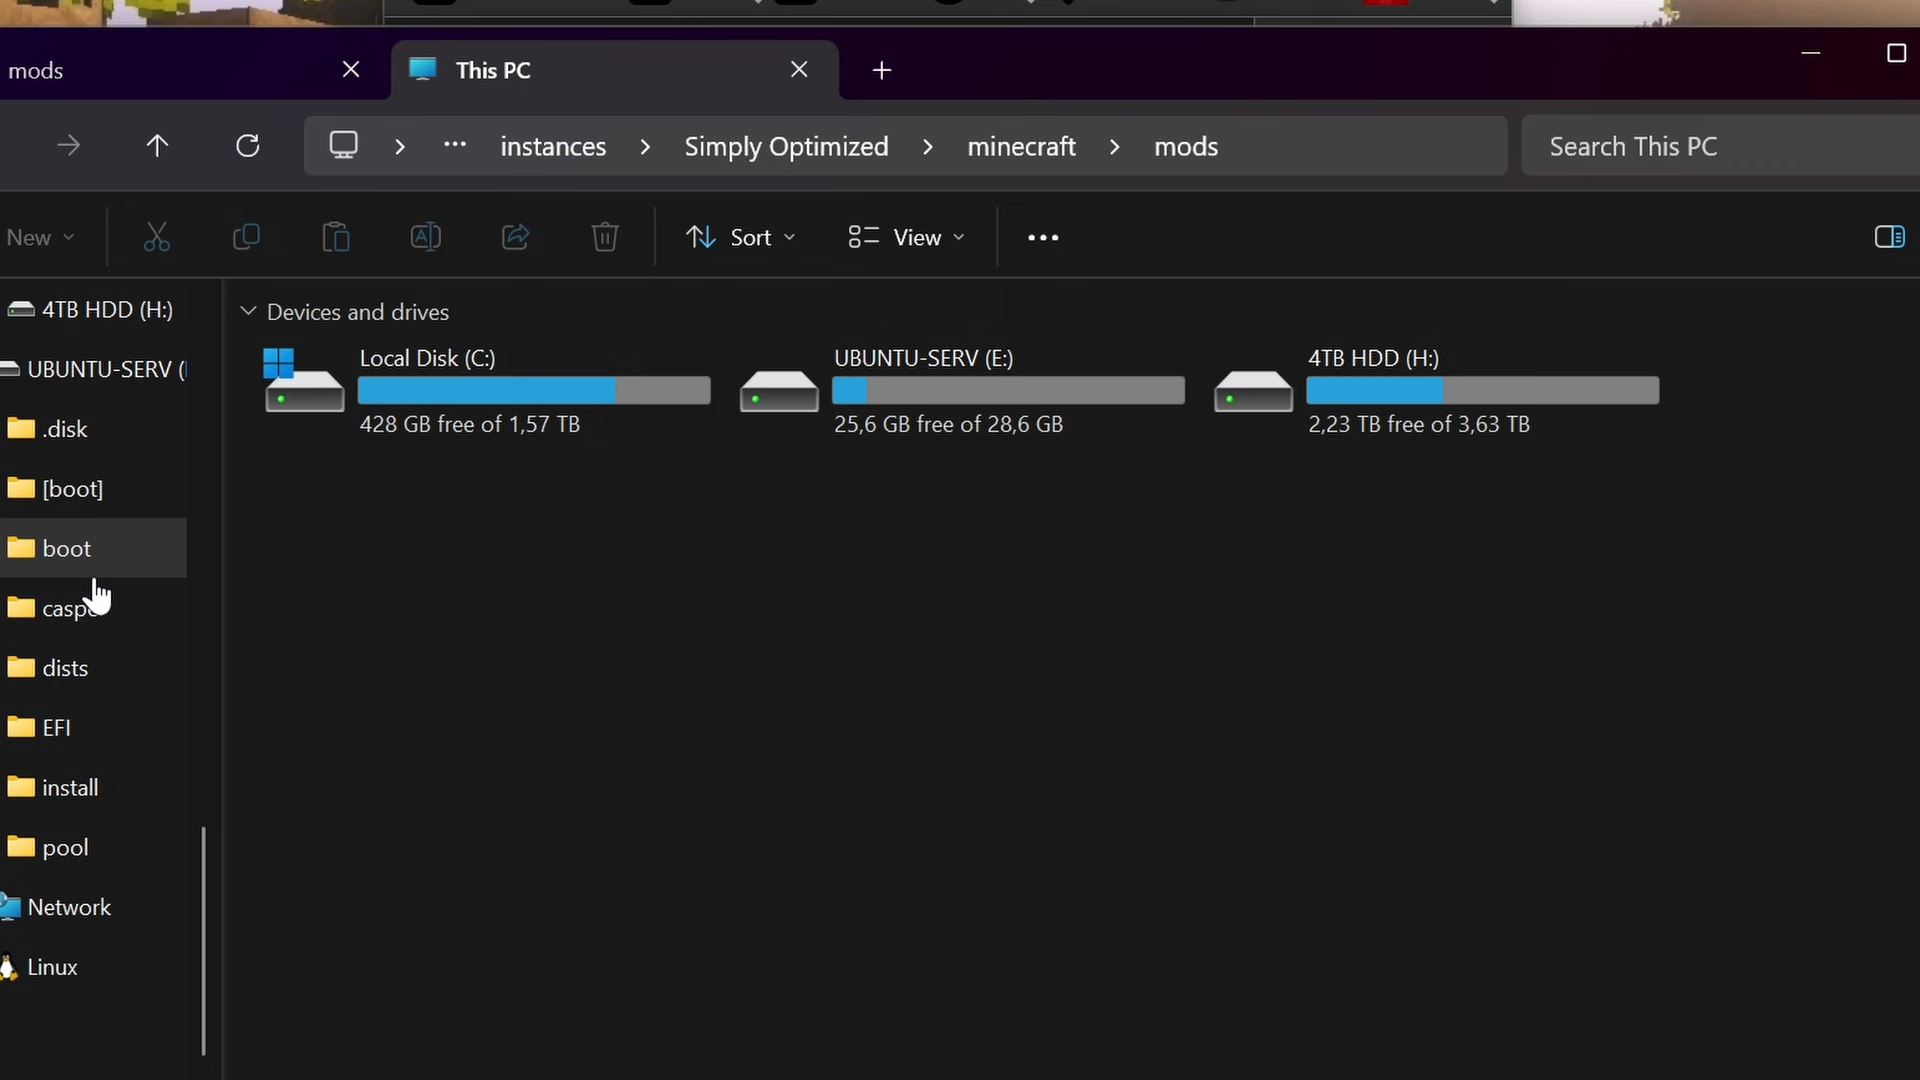 mods
This PC
instances
Simply Optimized
minecraft
mods
Search This PC
New
Sort
View
4TB HDD (H:)
UBUNTU-SERV (
.disk
[boot]
boot
dists
EFI
install
pool
Network
Linux
Devices and drives
Local Disk (C:)
428 GB free of 1,57 TB
UBUNTU-SERV (E:)
25,6 GB free of 28,6 GB
4TB HDD (H:)
2,23 TB free of 3,63 TB